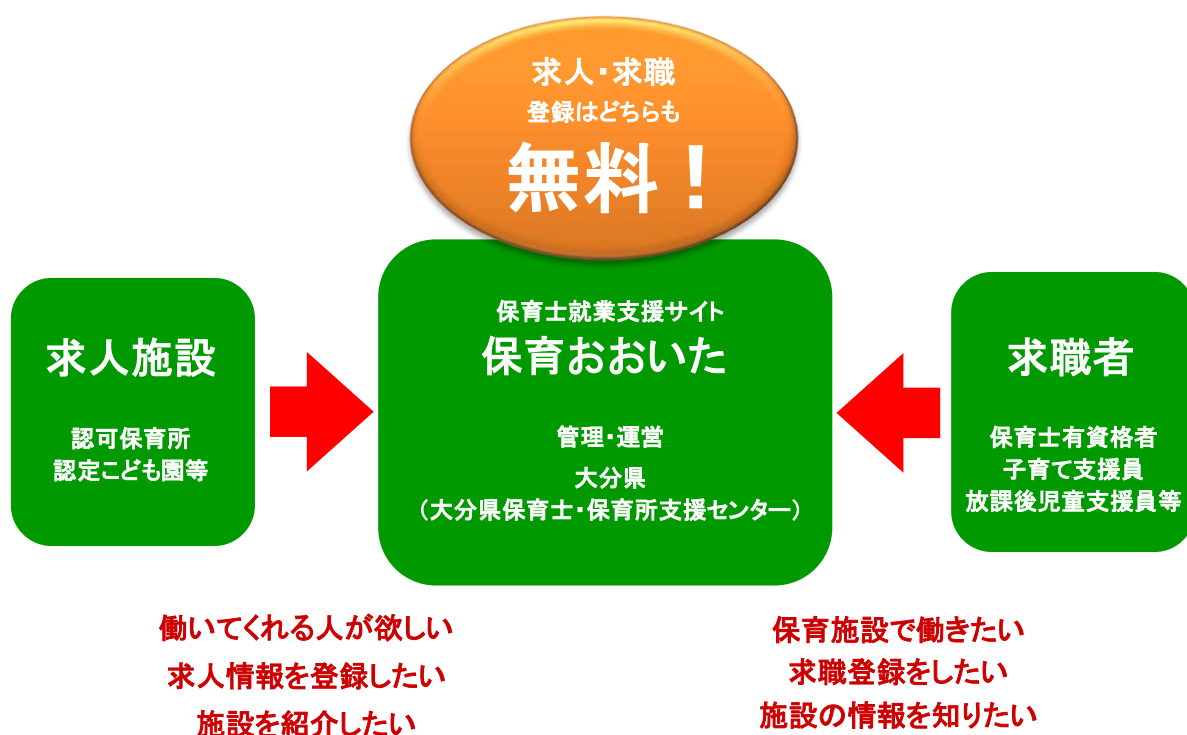 求人・求職
登録はどちらも
無料！
求人施設
認可保育所
認定こども園等
保育士就業支援サイト
保育おおいた
管理・運営
大分県
（大分県保育士・保育所支援センター）
求職者
保育士有資格者
子育て支援員
放課後児童支援員等
働いてくれる人が欲しい
求人情報を登録したい
施設を紹介したい
保育施設で働きたい
求職登録をしたい
施設の情報を知りたい